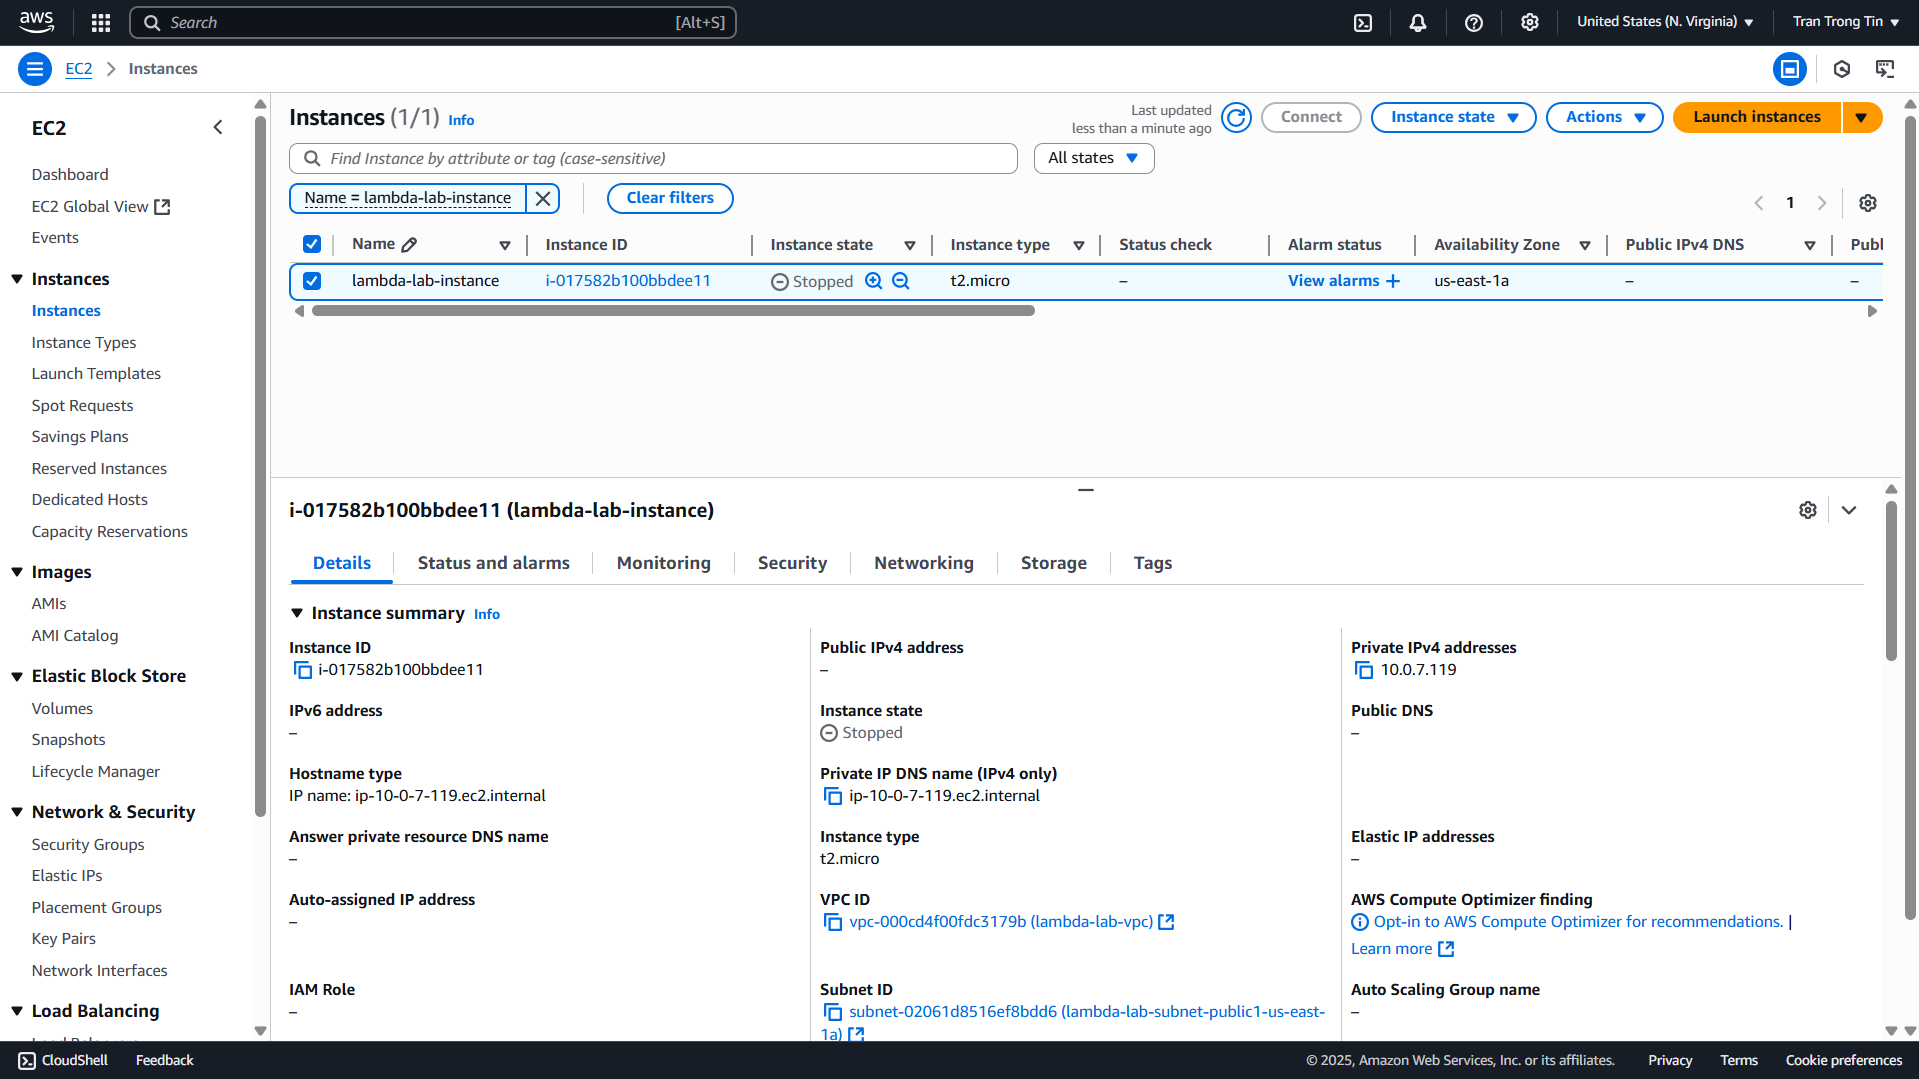 aws
Search [Alt+S]
United States (N. Virginia)
Tran Trong Tin
EC2
Instances
EC2
Dashboard
EC2 Global View
Events
Instances
Instances
Instance Types
Launch Templates
Spot Requests
Savings Plans
Reserved Instances
Dedicated Hosts
Capacity Reservations
Images
AMIs
AMI Catalog
Elastic Block Store
Volumes
Snapshots
Lifecycle Manager
Network & Security
Security Groups
Elastic IPs
Placement Groups
Key Pairs
Network Interfaces
Load Balancing
Instances (1/1) Info
Last updated
less than a minute ago
Connect
Instance state
Actions
Launch instances
Find Instance by attribute or tag (case-sensitive)
All states
Name = lambda-lab-instance
Clear filters
1
Name Instance ID Instance state Instance type Status check Alarm status Availability Zone Public IPv4 DNS Publ
lambda-lab-instance i-017582b100bbdee11 Stopped t2.micro – View alarms + us-east-1a – –
i-017582b100bbdee11 (lambda-lab-instance)
Details Status and alarms Monitoring Security Networking Storage Tags
Instance summary Info
Instance ID
i-017582b100bbdee11
Public IPv4 address
–
Private IPv4 addresses
10.0.7.119
IPv6 address
–
Instance state
Stopped
Public DNS
–
Hostname type
IP name: ip-10-0-7-119.ec2.internal
Private IP DNS name (IPv4 only)
ip-10-0-7-119.ec2.internal
Answer private resource DNS name
–
Instance type
t2.micro
Elastic IP addresses
–
Auto-assigned IP address
–
VPC ID
vpc-000cd4f00fdc3179b (lambda-lab-vpc)
AWS Compute Optimizer finding
Opt-in to AWS Compute Optimizer for recommendations. |
Learn more
IAM Role
–
Subnet ID
subnet-02061d8516ef8bdd6 (lambda-lab-subnet-public1-us-east-
1a)
Auto Scaling Group name
–
CloudShell
Feedback
© 2025, Amazon Web Services, Inc. or its affiliates.
Privacy
Terms
Cookie preferences